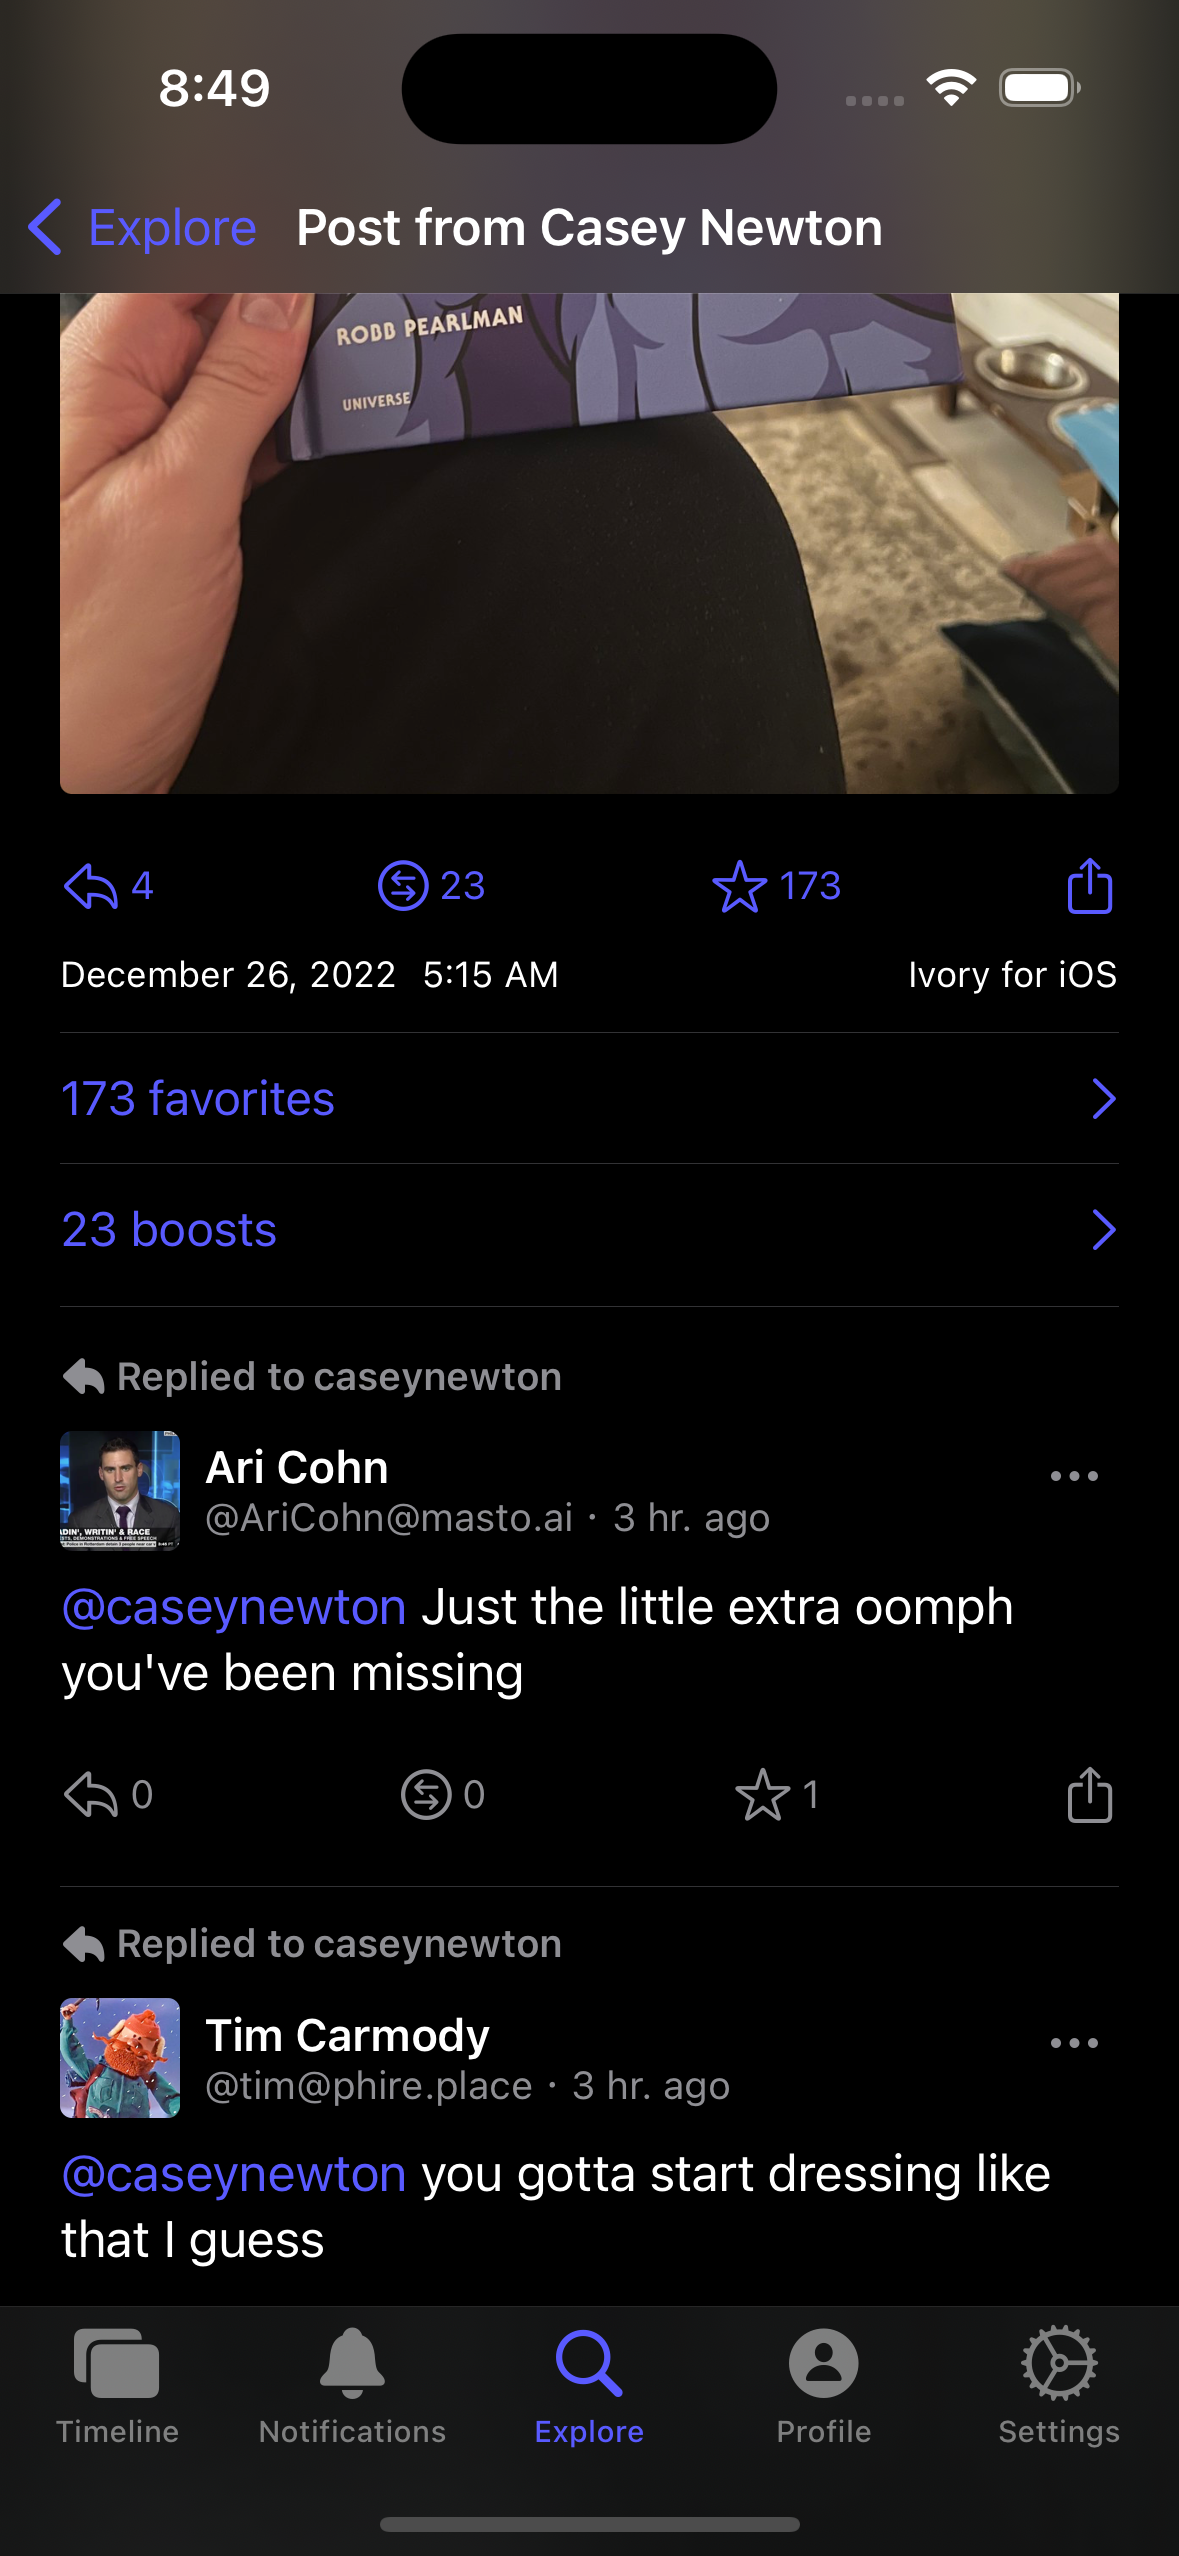 8:49
Explore
Post from Casey Newton
ROBB PEARLMAN
UNIVERSE
4
23
173
December 26, 2022 5:15 AM
Ivory for iOS
173 favorites
23 boosts
Replied to caseynewton
Ari Cohn
@AriCohn@masto.ai · 3 hr. ago
ADIN', WRITIN' & RACE
@caseynewton Just the little extra oomph
you've been missing
0
0
1
Replied to caseynewton
Tim Carmody
@tim@phire.place · 3 hr. ago
@caseynewton you gotta start dressing like
that I guess
Timeline
Notifications
Explore
Profile
Settings